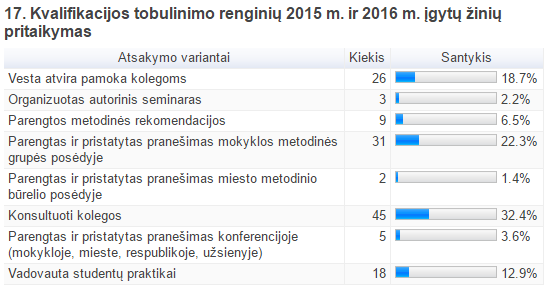 17. Kvalifikacijos tobulinimo renginių 2015 m. ir 2016 m. įgytų žinių
pritaikymas
Atsakymo variantai Kiekis Santykis
Vesta atvira pamoka kolegoms 26 18.7%
Organizuotas autorinis seminaras 3 2.2%
Parengtos metodinės rekomendacijos 9 6.5%
Parengtas ir pristatytas pranešimas mokyklos metodinės
grupės posėdyje 31 22.3%
Parengtas ir pristatytas pranešimas miesto metodinio
būrelio posėdyje 2 1.4%
Konsultuoti kolegos 45 32.4%
Parengtas ir pristatytas pranešimas konferencijoje
(mokykloje, mieste, respublikoje, užsienyje) 5 3.6%
Vadovauta studentų praktikai 18 12.9%